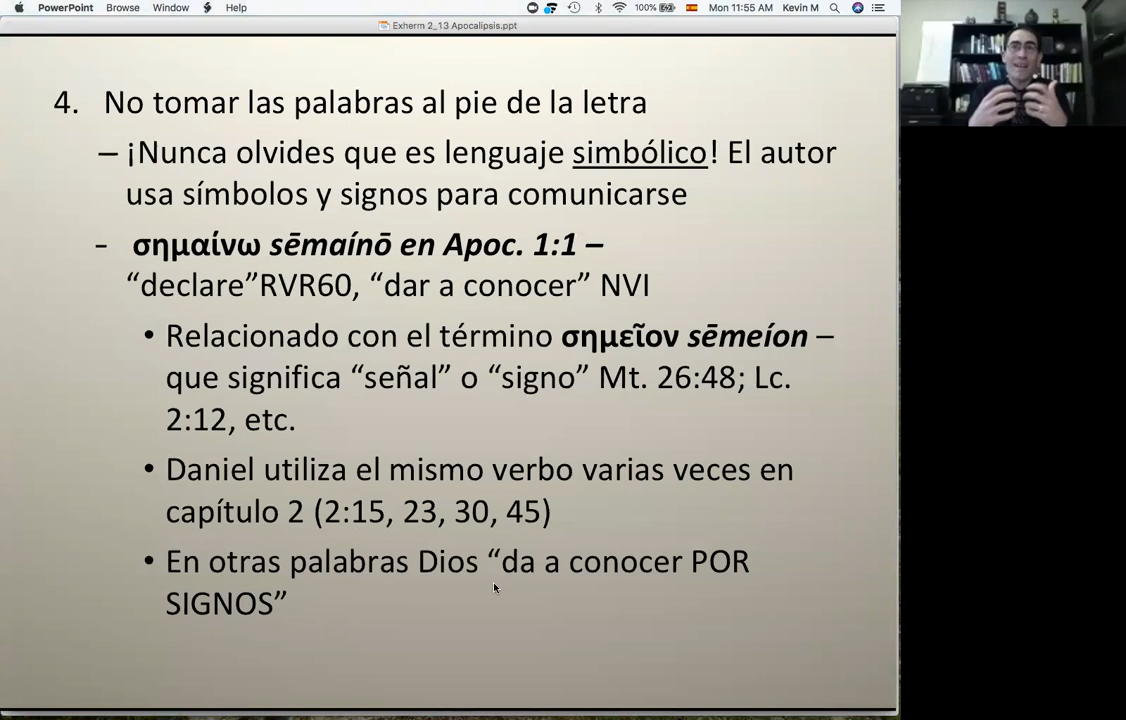 PowerPoint Browse Window Help 100% Mon 11:55 AM Kevin M
Exherm 2_13 Apocalipsis.ppt
4. No tomar las palabras al pie de la letra
– ¡Nunca olvides que es lenguaje simbólico! El autor
usa símbolos y signos para comunicarse
- σημαίνω sēmaínō en Apoc. 1:1 –
“declare”RVR60, “dar a conocer” NVI
• Relacionado con el término σημεῖον sēmeíon –
que significa “señal” o “signo” Mt. 26:48; Lc.
2:12, etc.
• Daniel utiliza el mismo verbo varias veces en
capítulo 2 (2:15, 23, 30, 45)
• En otras palabras Dios “da a conocer POR
SIGNOS”